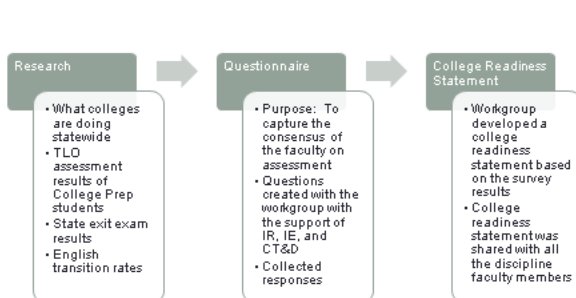 Research
• What colleges
are doing
statewide
• TLO
assessment
results of
College Prep
students
• State exit exam
results
• English
transition rates
Questionnaire
• Purpose: To
capture the
consensus of
the faculty on
assessment
• Questions
created with the
workgroup with
the support of
IR, IE, and
CT&D
• Collected
responses
College Readiness
Statement
• Workgroup
developed a
college
readiness
statement based
on the survey
results
• College
readiness
statement was
shared with all
the discipline
faculty members